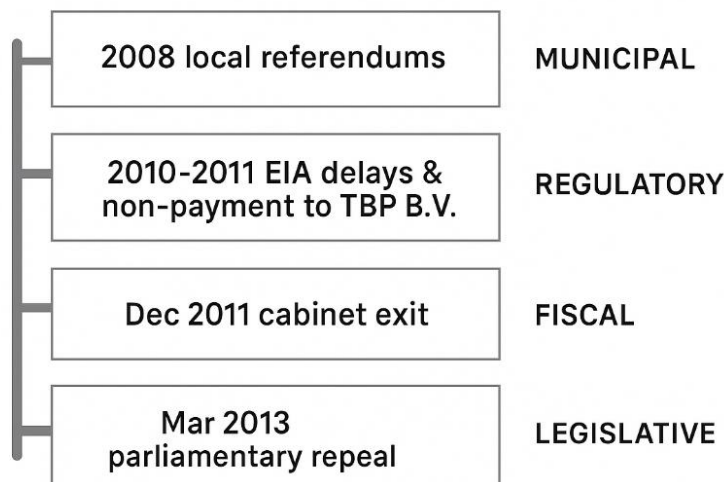 2008 local referendums
MUNICIPAL
2010-2011 EIA delays &
non-payment to TBP B.V.
REGULATORY
Dec 2011 cabinet exit
FISCAL
Mar 2013
parliamentary repeal
LEGISLATIVE